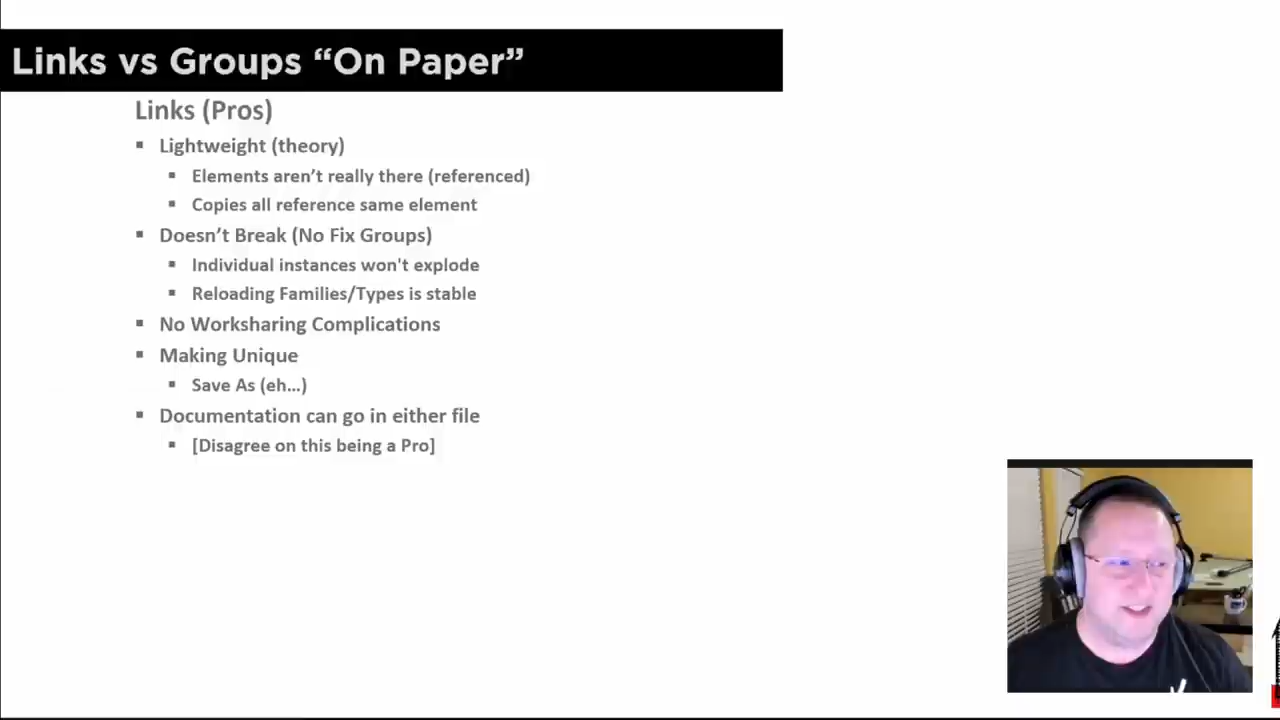 Links vs Groups “On Paper”
Links (Pros)
Lightweight (theory)
Elements aren’t really there (referenced)
Copies all reference same element
Doesn’t Break (No Fix Groups)
Individual instances won't explode
Reloading Families/Types is stable
No Worksharing Complications
Making Unique
Save As (eh…)
Documentation can go in either file
[Disagree on this being a Pro]